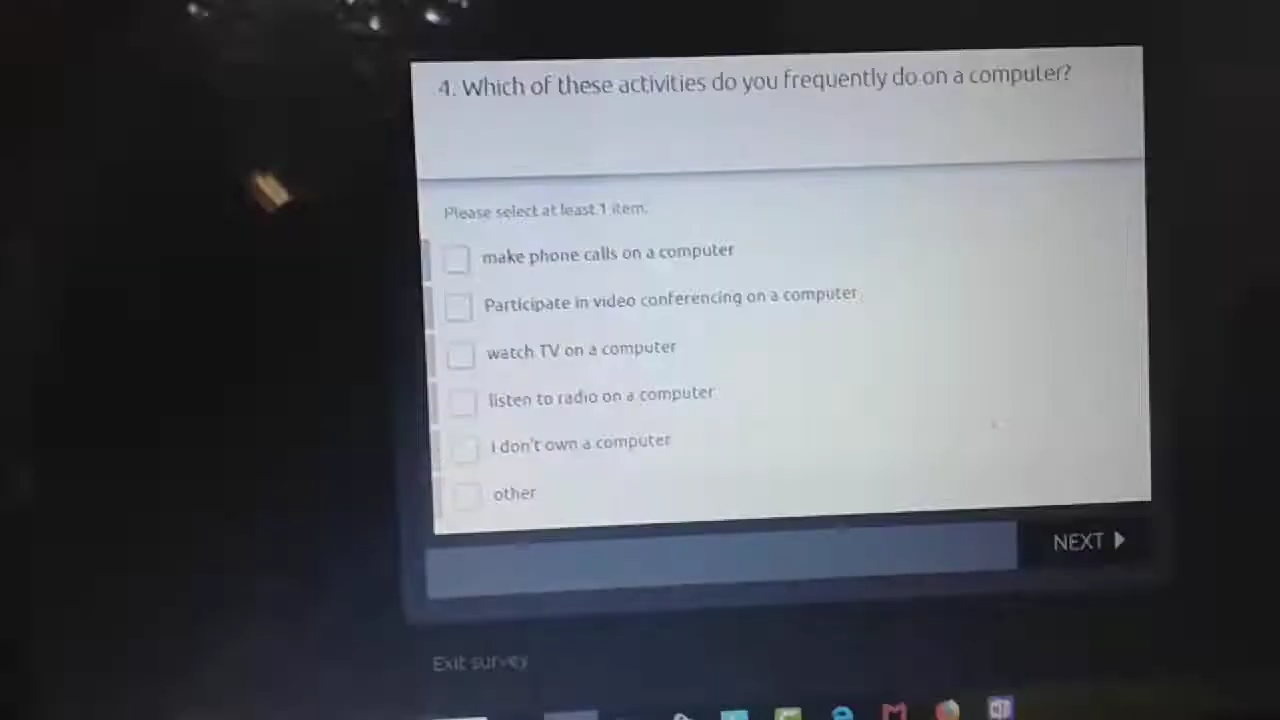 4. Which of these activities do you frequently do on a computer?
Please select at least 1 item.
make phone calls on a computer
Participate in video conferencing on a computer
watch TV on a computer
listen to radio on a computer
I don't own a computer
other
NEXT
Exit survey